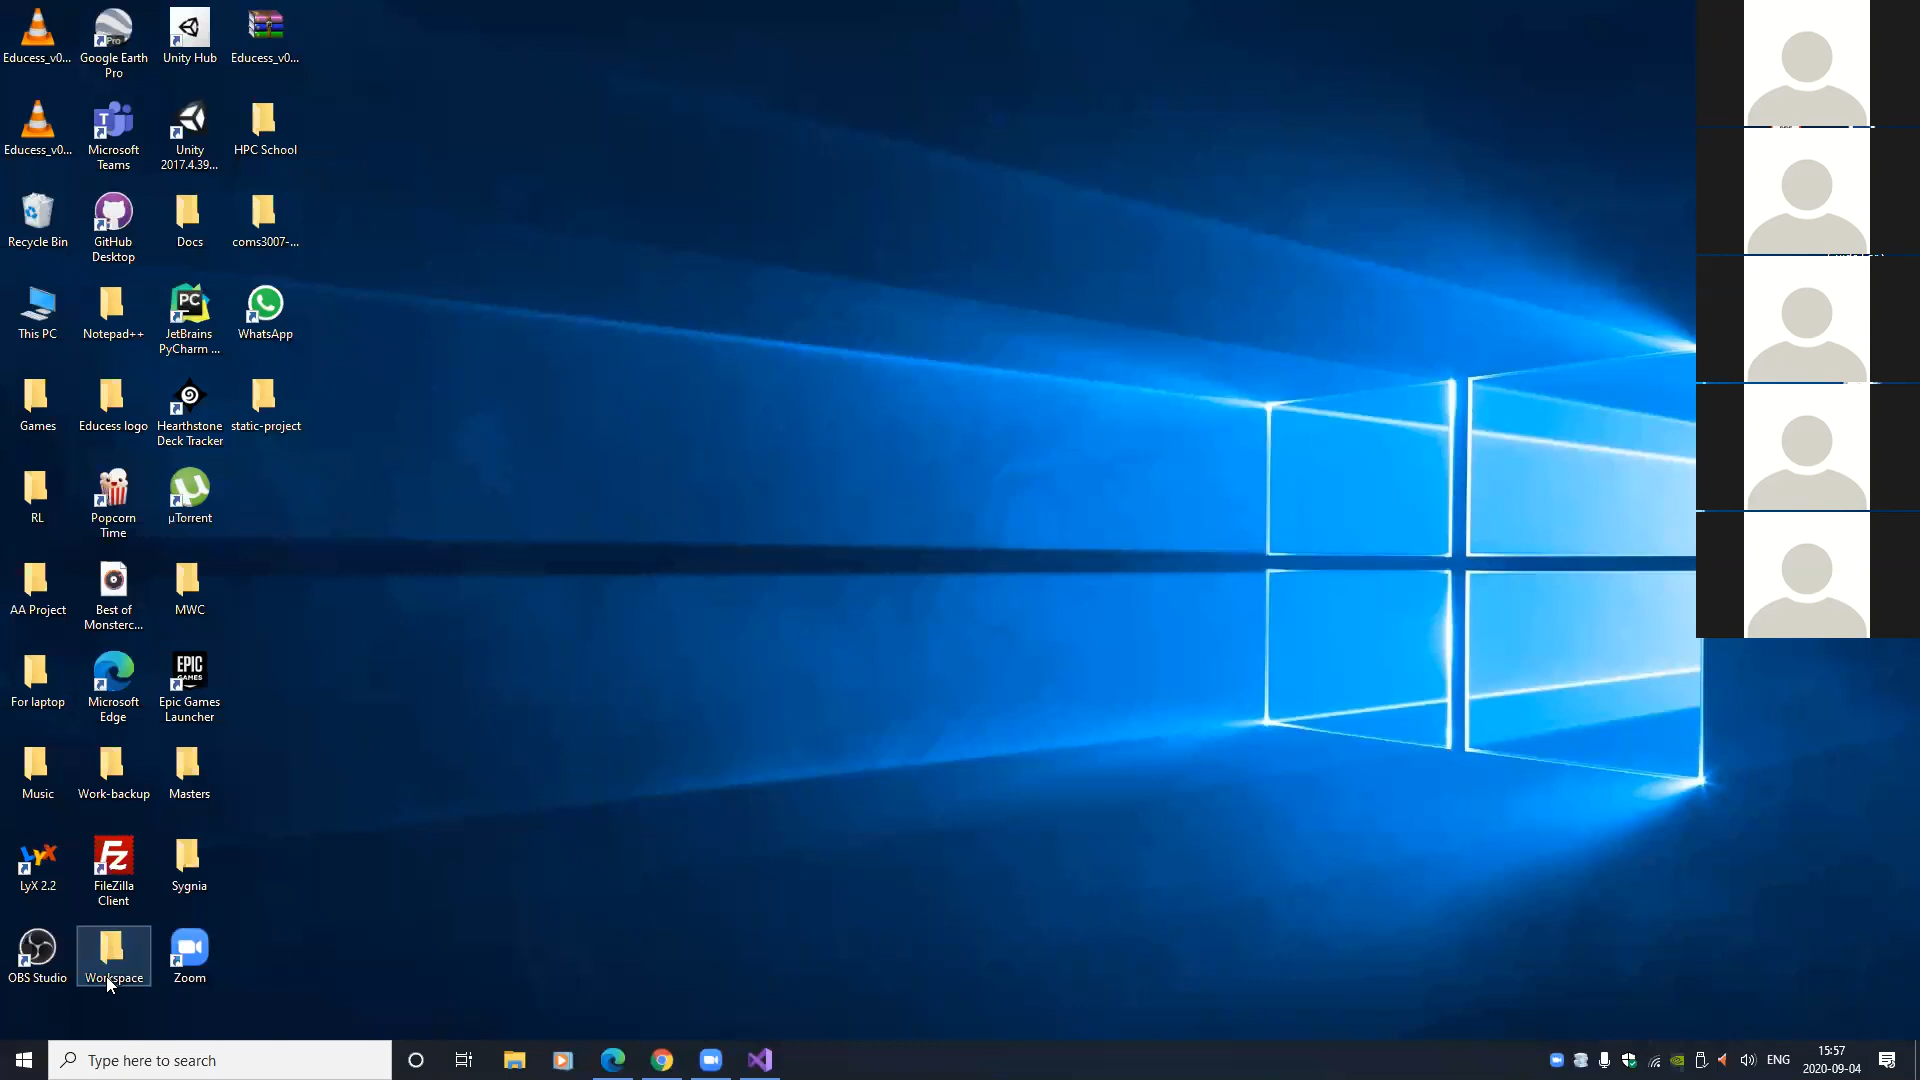 Educess_v0...
Google Earth
Pro
Unity Hub
Educess_v0...
Educess_v0...
Microsoft
Teams
Unity
2017.4.39...
HPC School
Recycle Bin
GitHub
Desktop
Docs
coms3007-...
This PC
Notepad++
JetBrains
PyCharm ...
WhatsApp
Games
Educess logo
Hearthstone
Deck Tracker
static-project
RL
Popcorn
Time
µTorrent
AA Project
Best of
Monsterc...
MWC
For laptop
Microsoft
Edge
EPIC
GAMES
Epic Games
Launcher
Music
Work-backup
Masters
LyX 2.2
FileZilla
Client
Sygnia
OBS Studio
Workspace
Zoom
Type here to search
ENG
15:57
2020-09-04